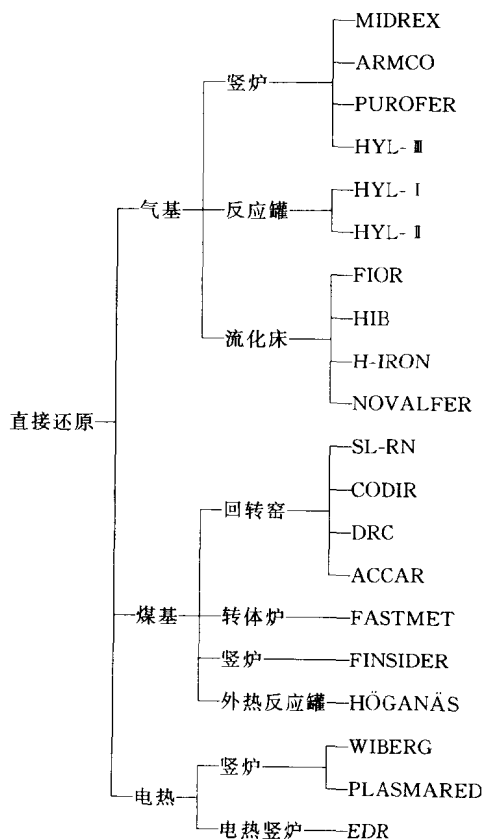 直接还原
气基
竖炉
MIDREX
ARMCO
PUROFER
HYL-Ⅲ
反应罐
HYL-Ⅰ
HYL-Ⅱ
流化床
FIOR
HIB
H-IRON
NOVALFER
煤基
回转窑
SL-RN
CODIR
DRC
ACCAR
转体炉
FASTMET
竖炉
FINSIDER
外热反应罐
HÖGANÄS
电热
竖炉
WIBERG
PLASMARED
电热竖炉
EDR